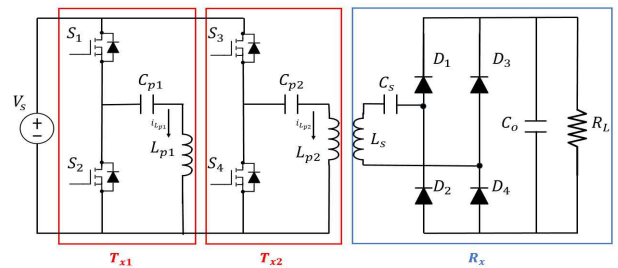 S1
S3
Cp1
Cp2
Cs
D1
D3
Vs
iLp1
iLp2
Lp1
Lp2
Ls
Co
RL
S2
S4
D2
D4
Tx1
Tx2
Rx